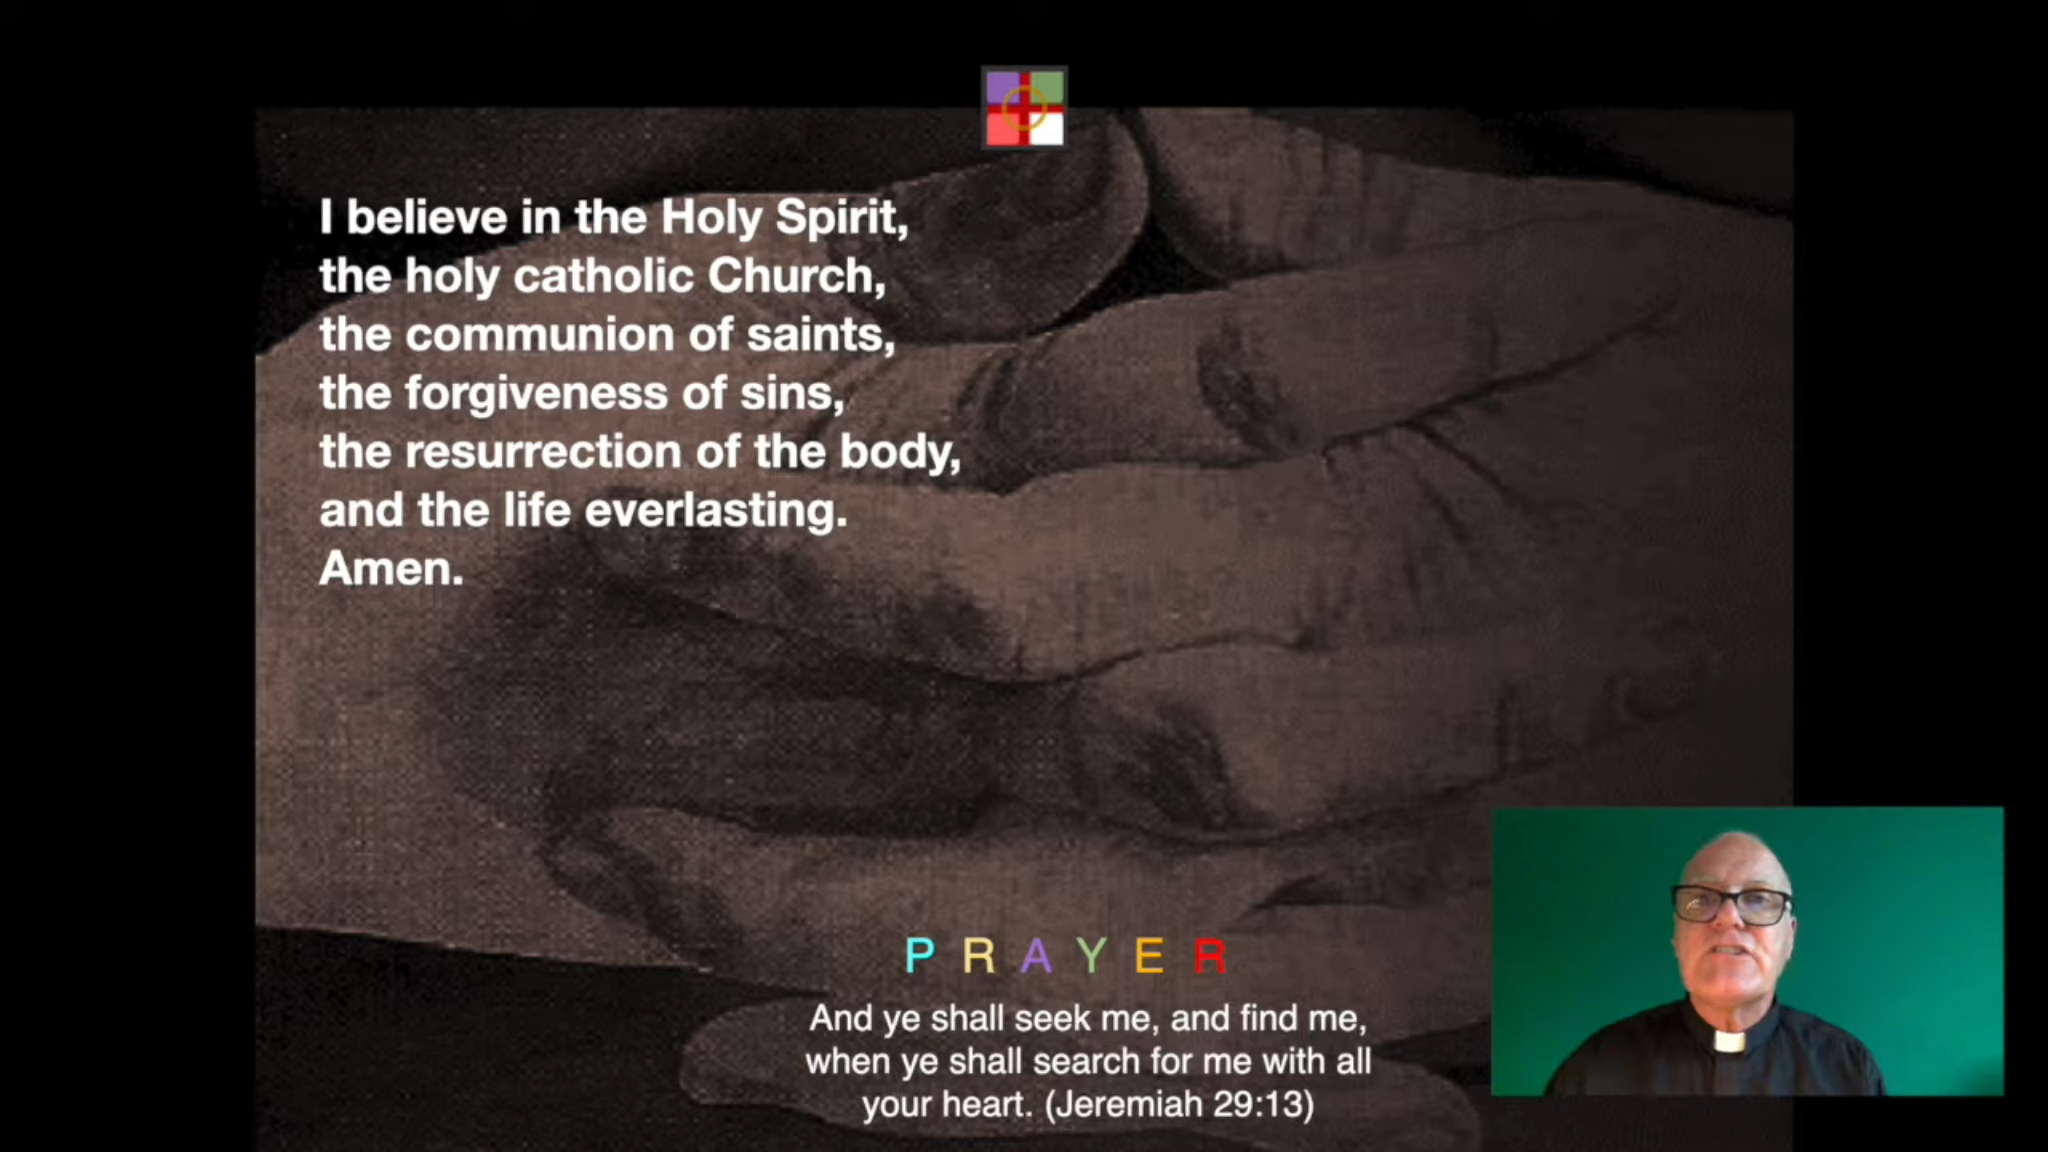 I believe in the Holy Spirit,
the holy catholic Church,
the communion of saints,
the forgiveness of sins,
the resurrection of the body,
and the life everlasting.
Amen.
P R A Y E R
And ye shall seek me, and find me,
when ye shall search for me with all
your heart. (Jeremiah 29:13)